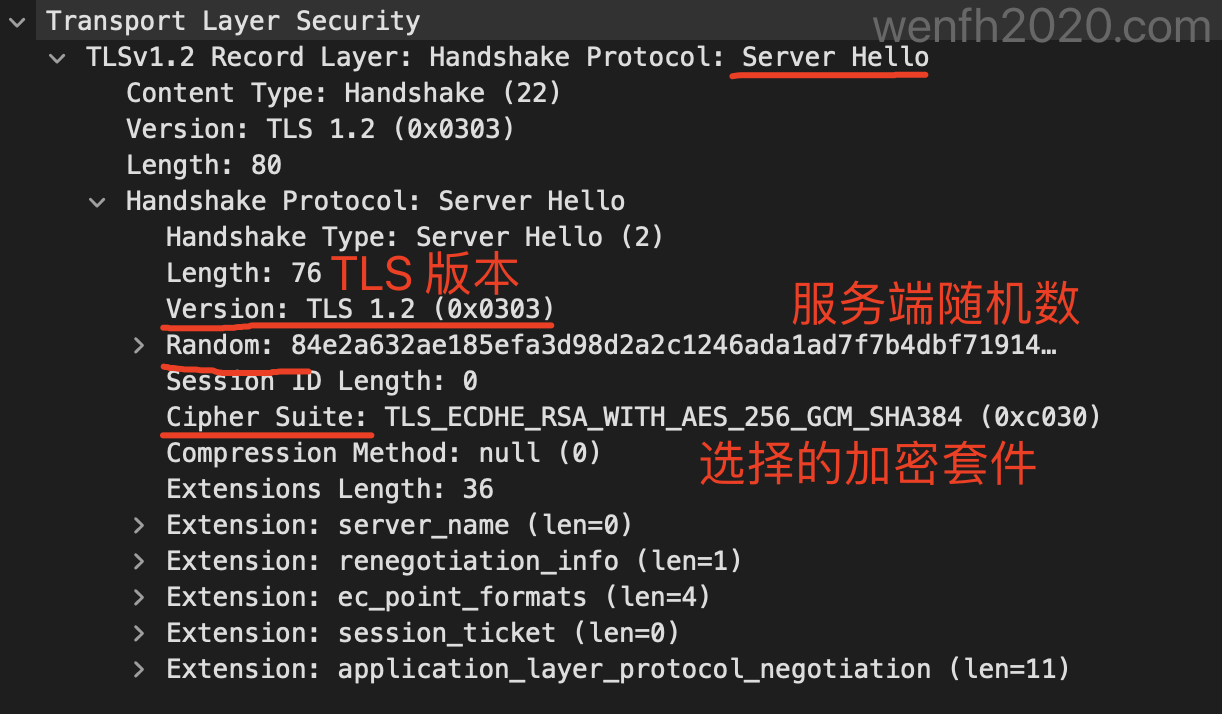 wenfh2020.com
Transport Layer Security
TLSv1.2 Record Layer: Handshake Protocol: Server Hello
Content Type: Handshake (22)
Version: TLS 1.2 (0x0303)
Length: 80
Handshake Protocol: Server Hello
Handshake Type: Server Hello (2)
Length: 76
TLS 版本
Version: TLS 1.2 (0x0303)
服务端随机数
Random: 84e2a632ae185efa3d98d2a2c1246ada1ad7f7b4dbf71914…
Session ID Length: 0
Cipher Suite: TLS_ECDHE_RSA_WITH_AES_256_GCM_SHA384 (0xc030)
Compression Method: null (0)
选择的加密套件
Extensions Length: 36
Extension: server_name (len=0)
Extension: renegotiation_info (len=1)
Extension: ec_point_formats (len=4)
Extension: session_ticket (len=0)
Extension: application_layer_protocol_negotiation (len=11)